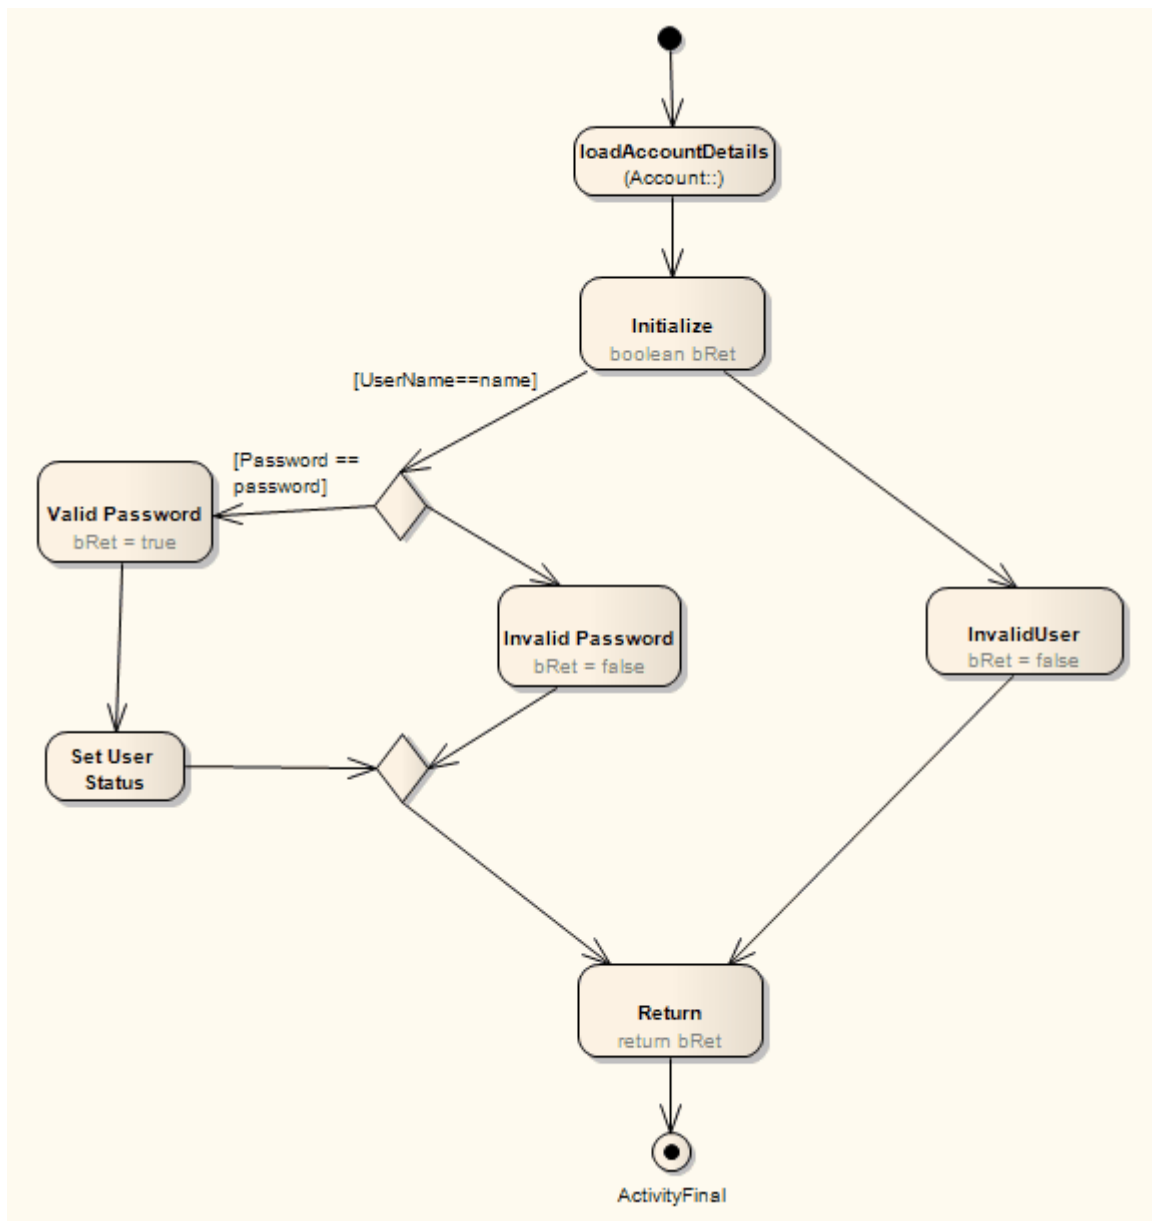 loadAccountDetails
(Account::)
Initialize
boolean bRet
[UserName==name]
[Password ==
password]
Valid Password
bRet = true
Invalid Password
bRet = false
InvalidUser
bRet = false
Set User
Status
Return
return bRet
ActivityFinal